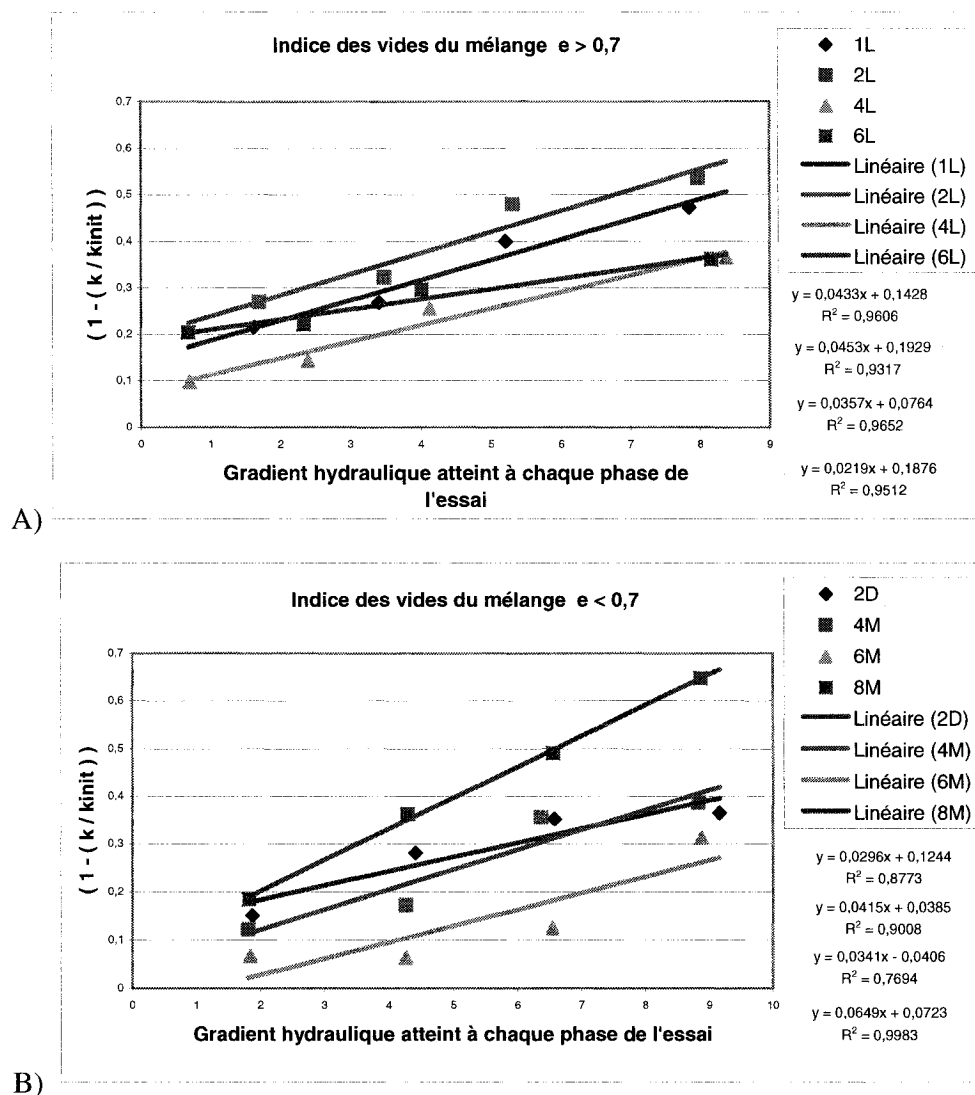 Indice des vides du mélange e > 0,7
( 1 - ( k / kinit ) )
0,7
0,6
0,5
0,4
0,3
0,2
0,1
0
0 1 2 3 4 5 6 7 8 9
Gradient hydraulique atteint à chaque phase de
l'essai
1L
2L
4L
6L
Linéaire (1L)
Linéaire (2L)
Linéaire (4L)
Linéaire (6L)
y = 0,0433x + 0,1428
R² = 0,9606
y = 0,0453x + 0,1929
R² = 0,9317
y = 0,0357x + 0,0764
R² = 0,9652
y = 0,0219x + 0,1876
R² = 0,9512
A)
Indice des vides du mélange e < 0,7
( 1 - ( k / kinit ) )
0,7
0,6
0,5
0,4
0,3
0,2
0,1
0
0 1 2 3 4 5 6 7 8 9 10
Gradient hydraulique atteint à chaque phase de l'essai
2D
4M
6M
8M
Linéaire (2D)
Linéaire (4M)
Linéaire (6M)
Linéaire (8M)
y = 0,0296x + 0,1244
R² = 0,8773
y = 0,0415x + 0,0385
R² = 0,9008
y = 0,0341x - 0,0406
R² = 0,7694
y = 0,0649x + 0,0723
R² = 0,9983
B)